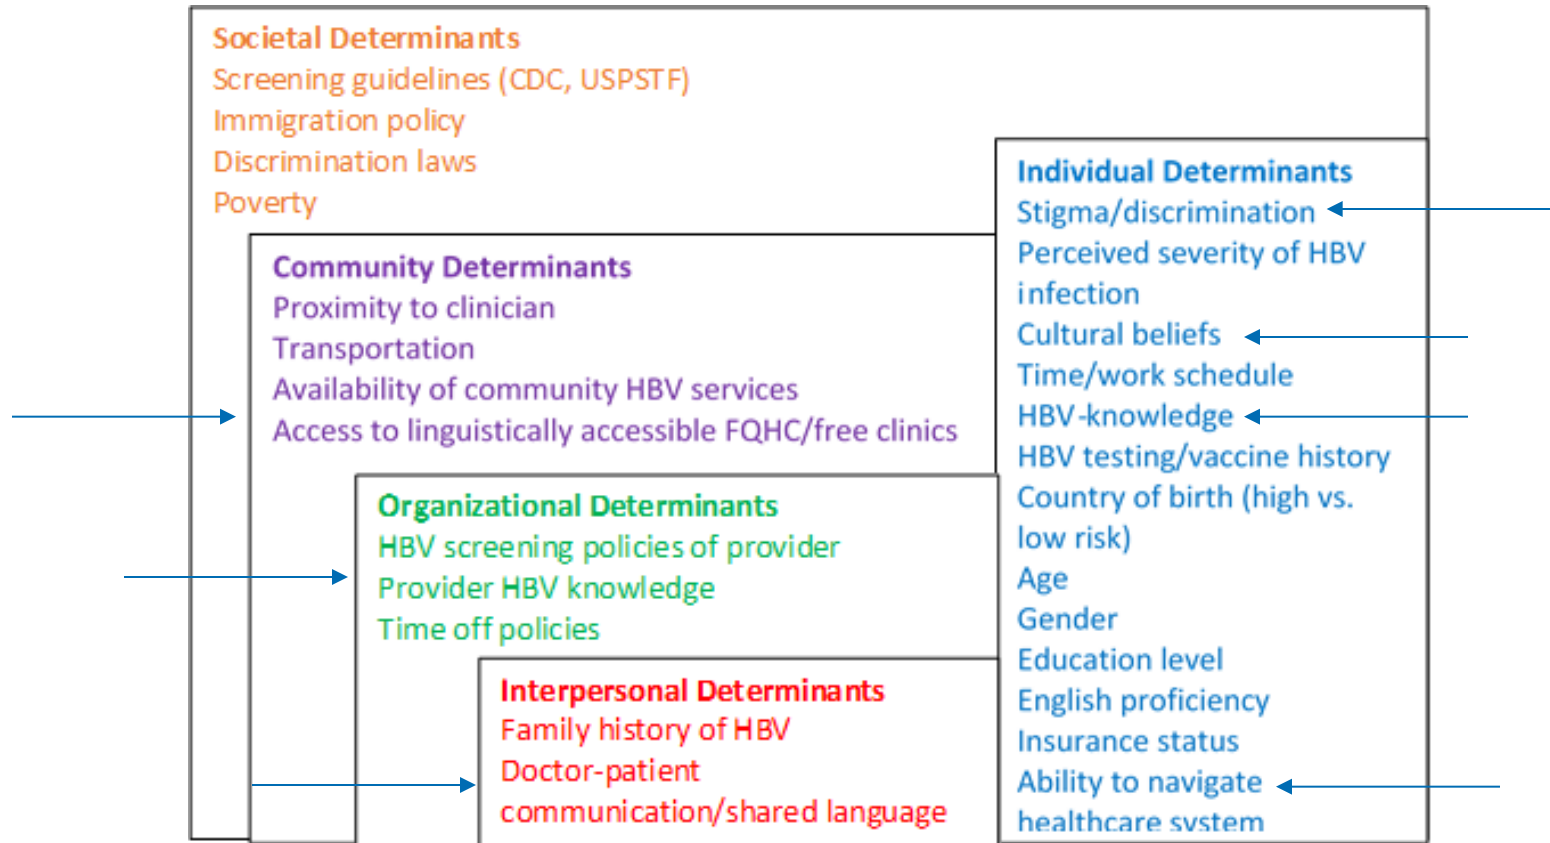 Societal Determinants
Screening guidelines (CDC, USPSTF)
Immigration policy
Discrimination laws
Poverty
Community Determinants
Proximity to clinician
Transportation
Availability of community HBV services
Access to linguistically accessible FQHC/free clinics
Organizational Determinants
HBV screening policies of provider
Provider HBV knowledge
Time off policies
Interpersonal Determinants
Family history of HBV
Doctor-patient
communication/shared language
Individual Determinants
Stigma/discrimination
Perceived severity of HBV
infection
Cultural beliefs
Time/work schedule
HBV-knowledge
HBV testing/vaccine history
Country of birth (high vs.
low risk)
Age
Gender
Education level
English proficiency
Insurance status
Ability to navigate
healthcare system